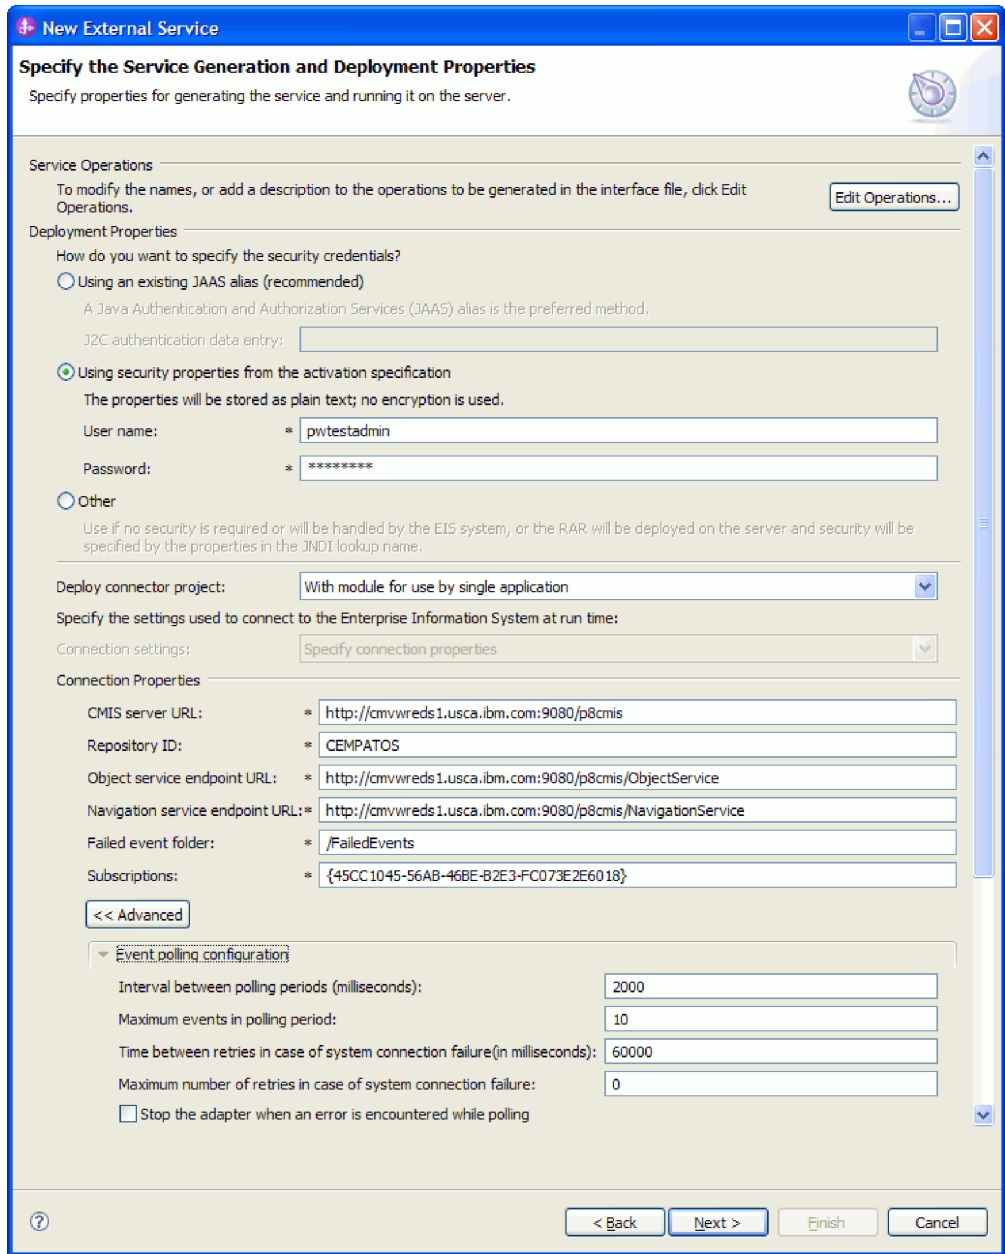 New External Service
Specify the Service Generation and Deployment Properties
Specify properties for generating the service and running it on the server.
Service Operations
To modify the names, or add a description to the operations to be generated in the interface file, click Edit
Operations.
Edit Operations...
Deployment Properties
How do you want to specify the security credentials?
Using an existing JAAS alias (recommended)
A Java Authentication and Authorization Services (JAAS) alias is the preferred method.
J2C authentication data entry:
Using security properties from the activation specification
The properties will be stored as plain text; no encryption is used.
User name: * pwtestadmin
Password: * ********
Other
Use if no security is required or will be handled by the EIS system, or the RAR will be deployed on the server and security will be
specified by the properties in the JNDI lookup name.
Deploy connector project: With module for use by single application
Specify the settings used to connect to the Enterprise Information System at run time:
Connection settings: Specify connection properties
Connection Properties
CMIS server URL: * http://cmvwreds1.usca.ibm.com:9080/p8cmis
Repository ID: * CEMPATOS
Object service endpoint URL: * http://cmvwreds1.usca.ibm.com:9080/p8cmis/ObjectService
Navigation service endpoint URL:* http://cmvwreds1.usca.ibm.com:9080/p8cmis/NavigationService
Failed event folder: * /FailedEvents
Subscriptions: * {45CC1045-56AB-46BE-B2E3-FC073E2E6018}
<< Advanced
Event polling configuration
Interval between polling periods (milliseconds): 2000
Maximum events in polling period: 10
Time between retries in case of system connection failure(in milliseconds): 60000
Maximum number of retries in case of system connection failure: 0
Stop the adapter when an error is encountered while polling
? < Back Next > Finish Cancel